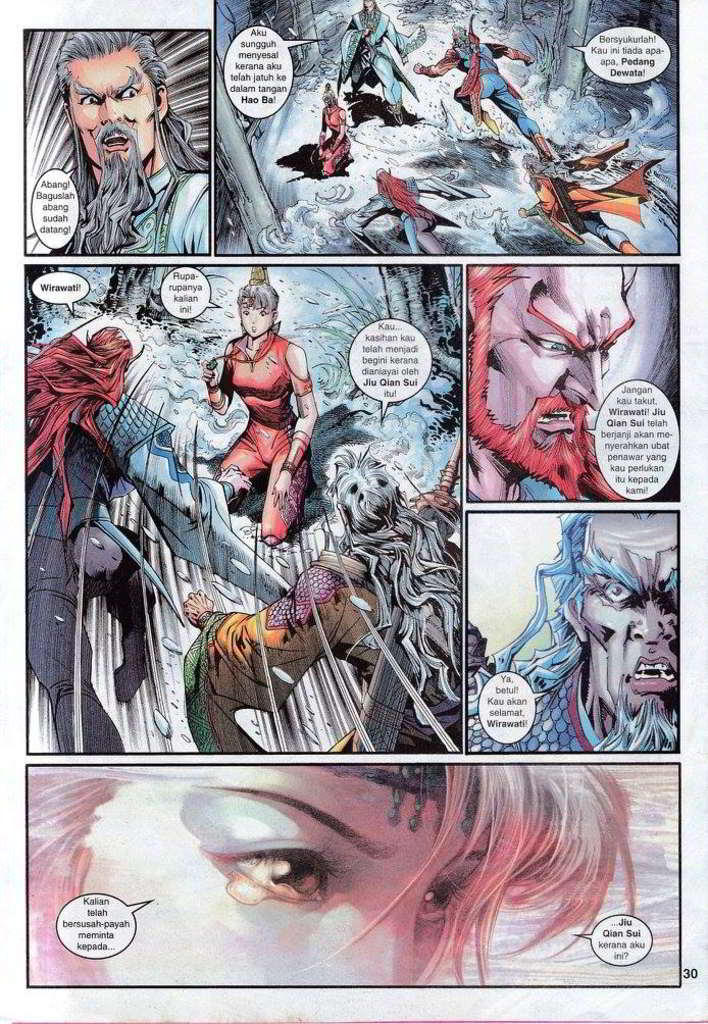 Abang!
Baguslah
abang
sudah
datang!
Aku
sungguh
menyesal
kerana aku
telah jatuh ke
dalam tangan
Hao Ba!
Bersyukurlah!
Kau ini tiada apa-
apa, Pedang
Dewata!
Wirawati!
Rupa-
rupanya
kalian
ini!
Kau...
kasihan kau
telah menjadi
begini kerana
dianiayai oleh
Jiu Qian Sui
itu!
Jangan
kau takut,
Wirawati! Jiu
Qian Sui telah
berjanji akan me-
nyerahkan ubat
penawar yang
kau perlukan
itu kepada
kami!
Ya,
betul!
Kau akan
selamat,
Wirawati!
Kalian
telah
bersusah-payah
meminta
kepada...
...Jiu
Qian Sui
kerana aku
ini?
30